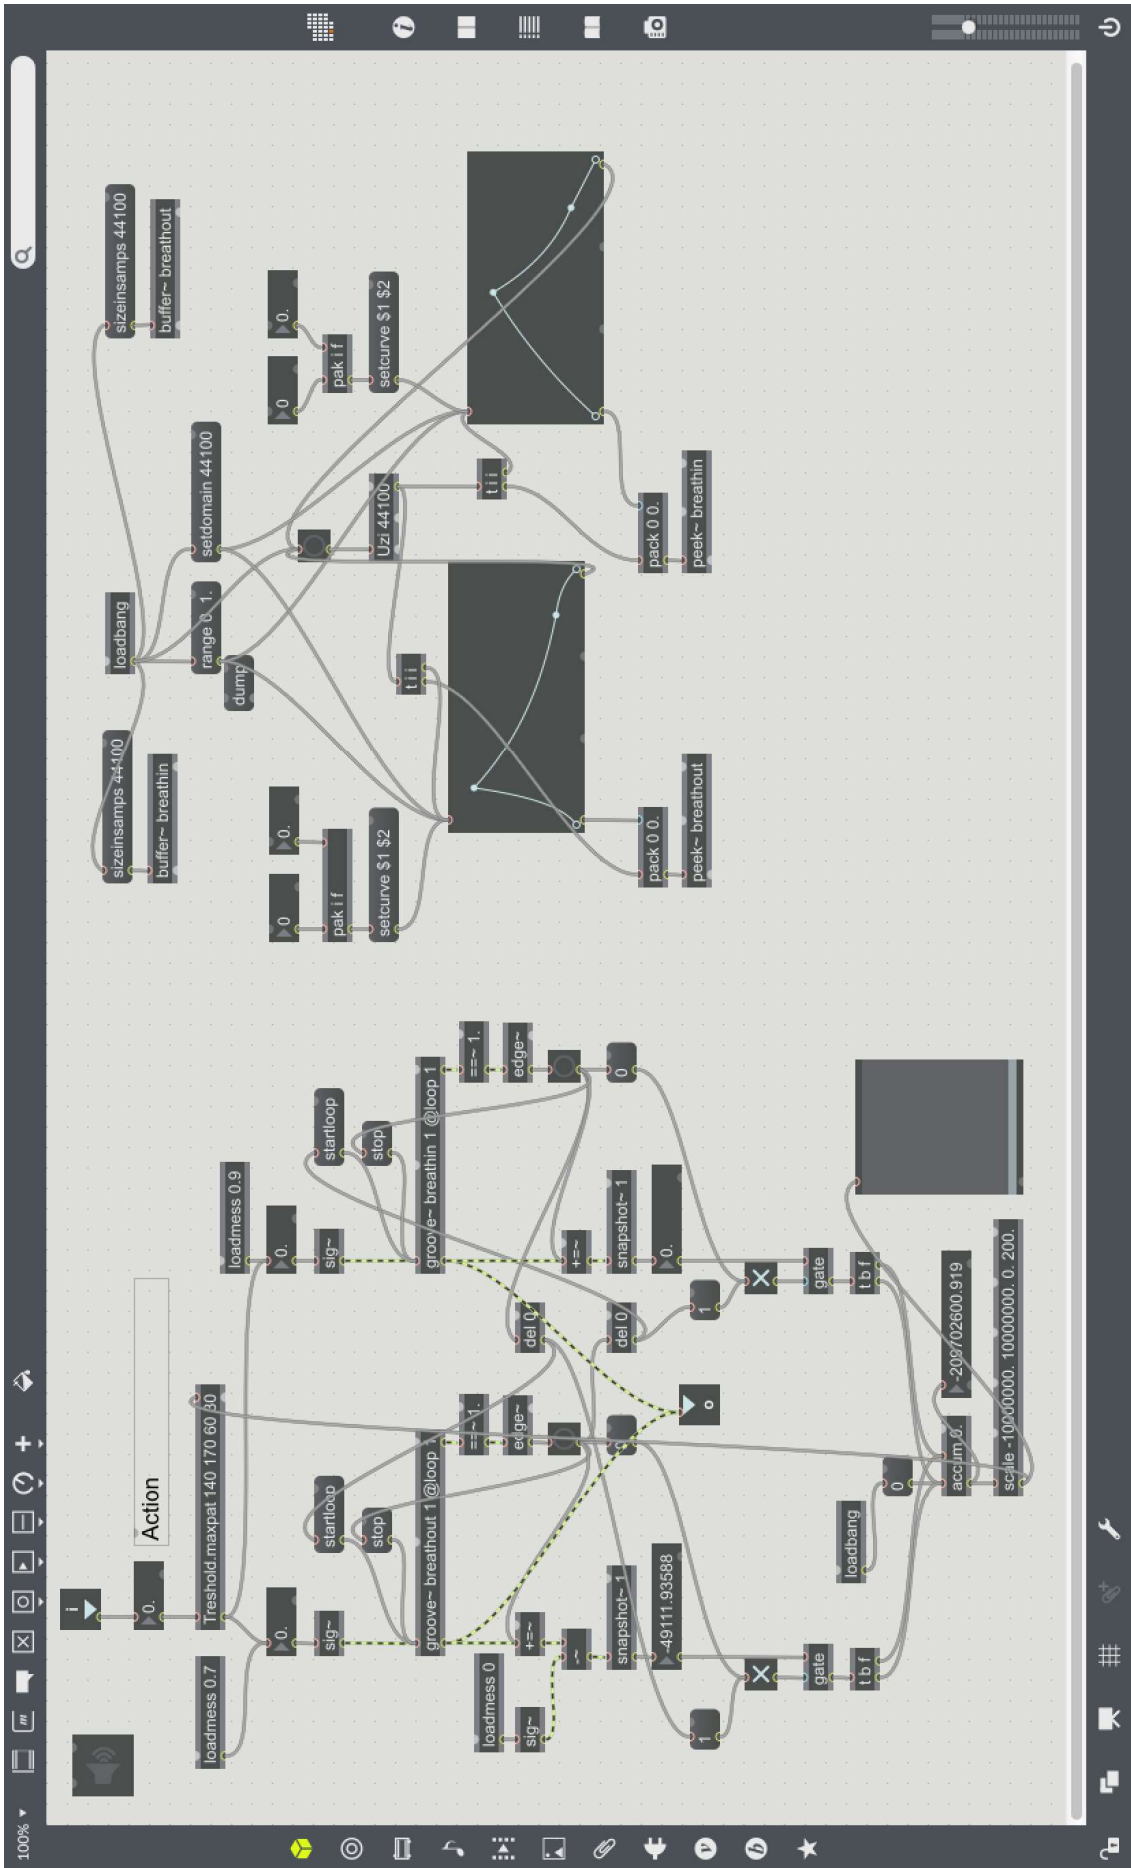 100%
i
Action
0.
loadmess 0.7
Treshold.maxpat 140 170 60 30
loadmess 0.9
0.
0.
sig~
startloop
sig~
startloop
stop
stop
groove~ breathout 1 @loop 1
groove~ breathin 1 @loop 1
==~ 1.
==~ 1.
loadmess 0
edge~
edge~
sig~
+=~
del 0
-~
+=~
snapshot~ 1
0
del 0
snapshot~ 1
0
-49111.93588
0.
1
o
1
gate
gate
t b f
t b f
loadbang
0
accum 0.
-209702600.919
scale -10000000. 10000000. 0. 200.
sizeinsamps 44100
loadbang
sizeinsamps 44100
buffer~ breathin
buffer~ breathout
range 0. 1.
setdomain 44100
dump
0
0.
0
0.
pak i f
pak i f
setcurve $1 $2
Uzi 44100
setcurve $1 $2
t i i
t i i
pack 0 0.
pack 0 0.
peek~ breathout
peek~ breathin